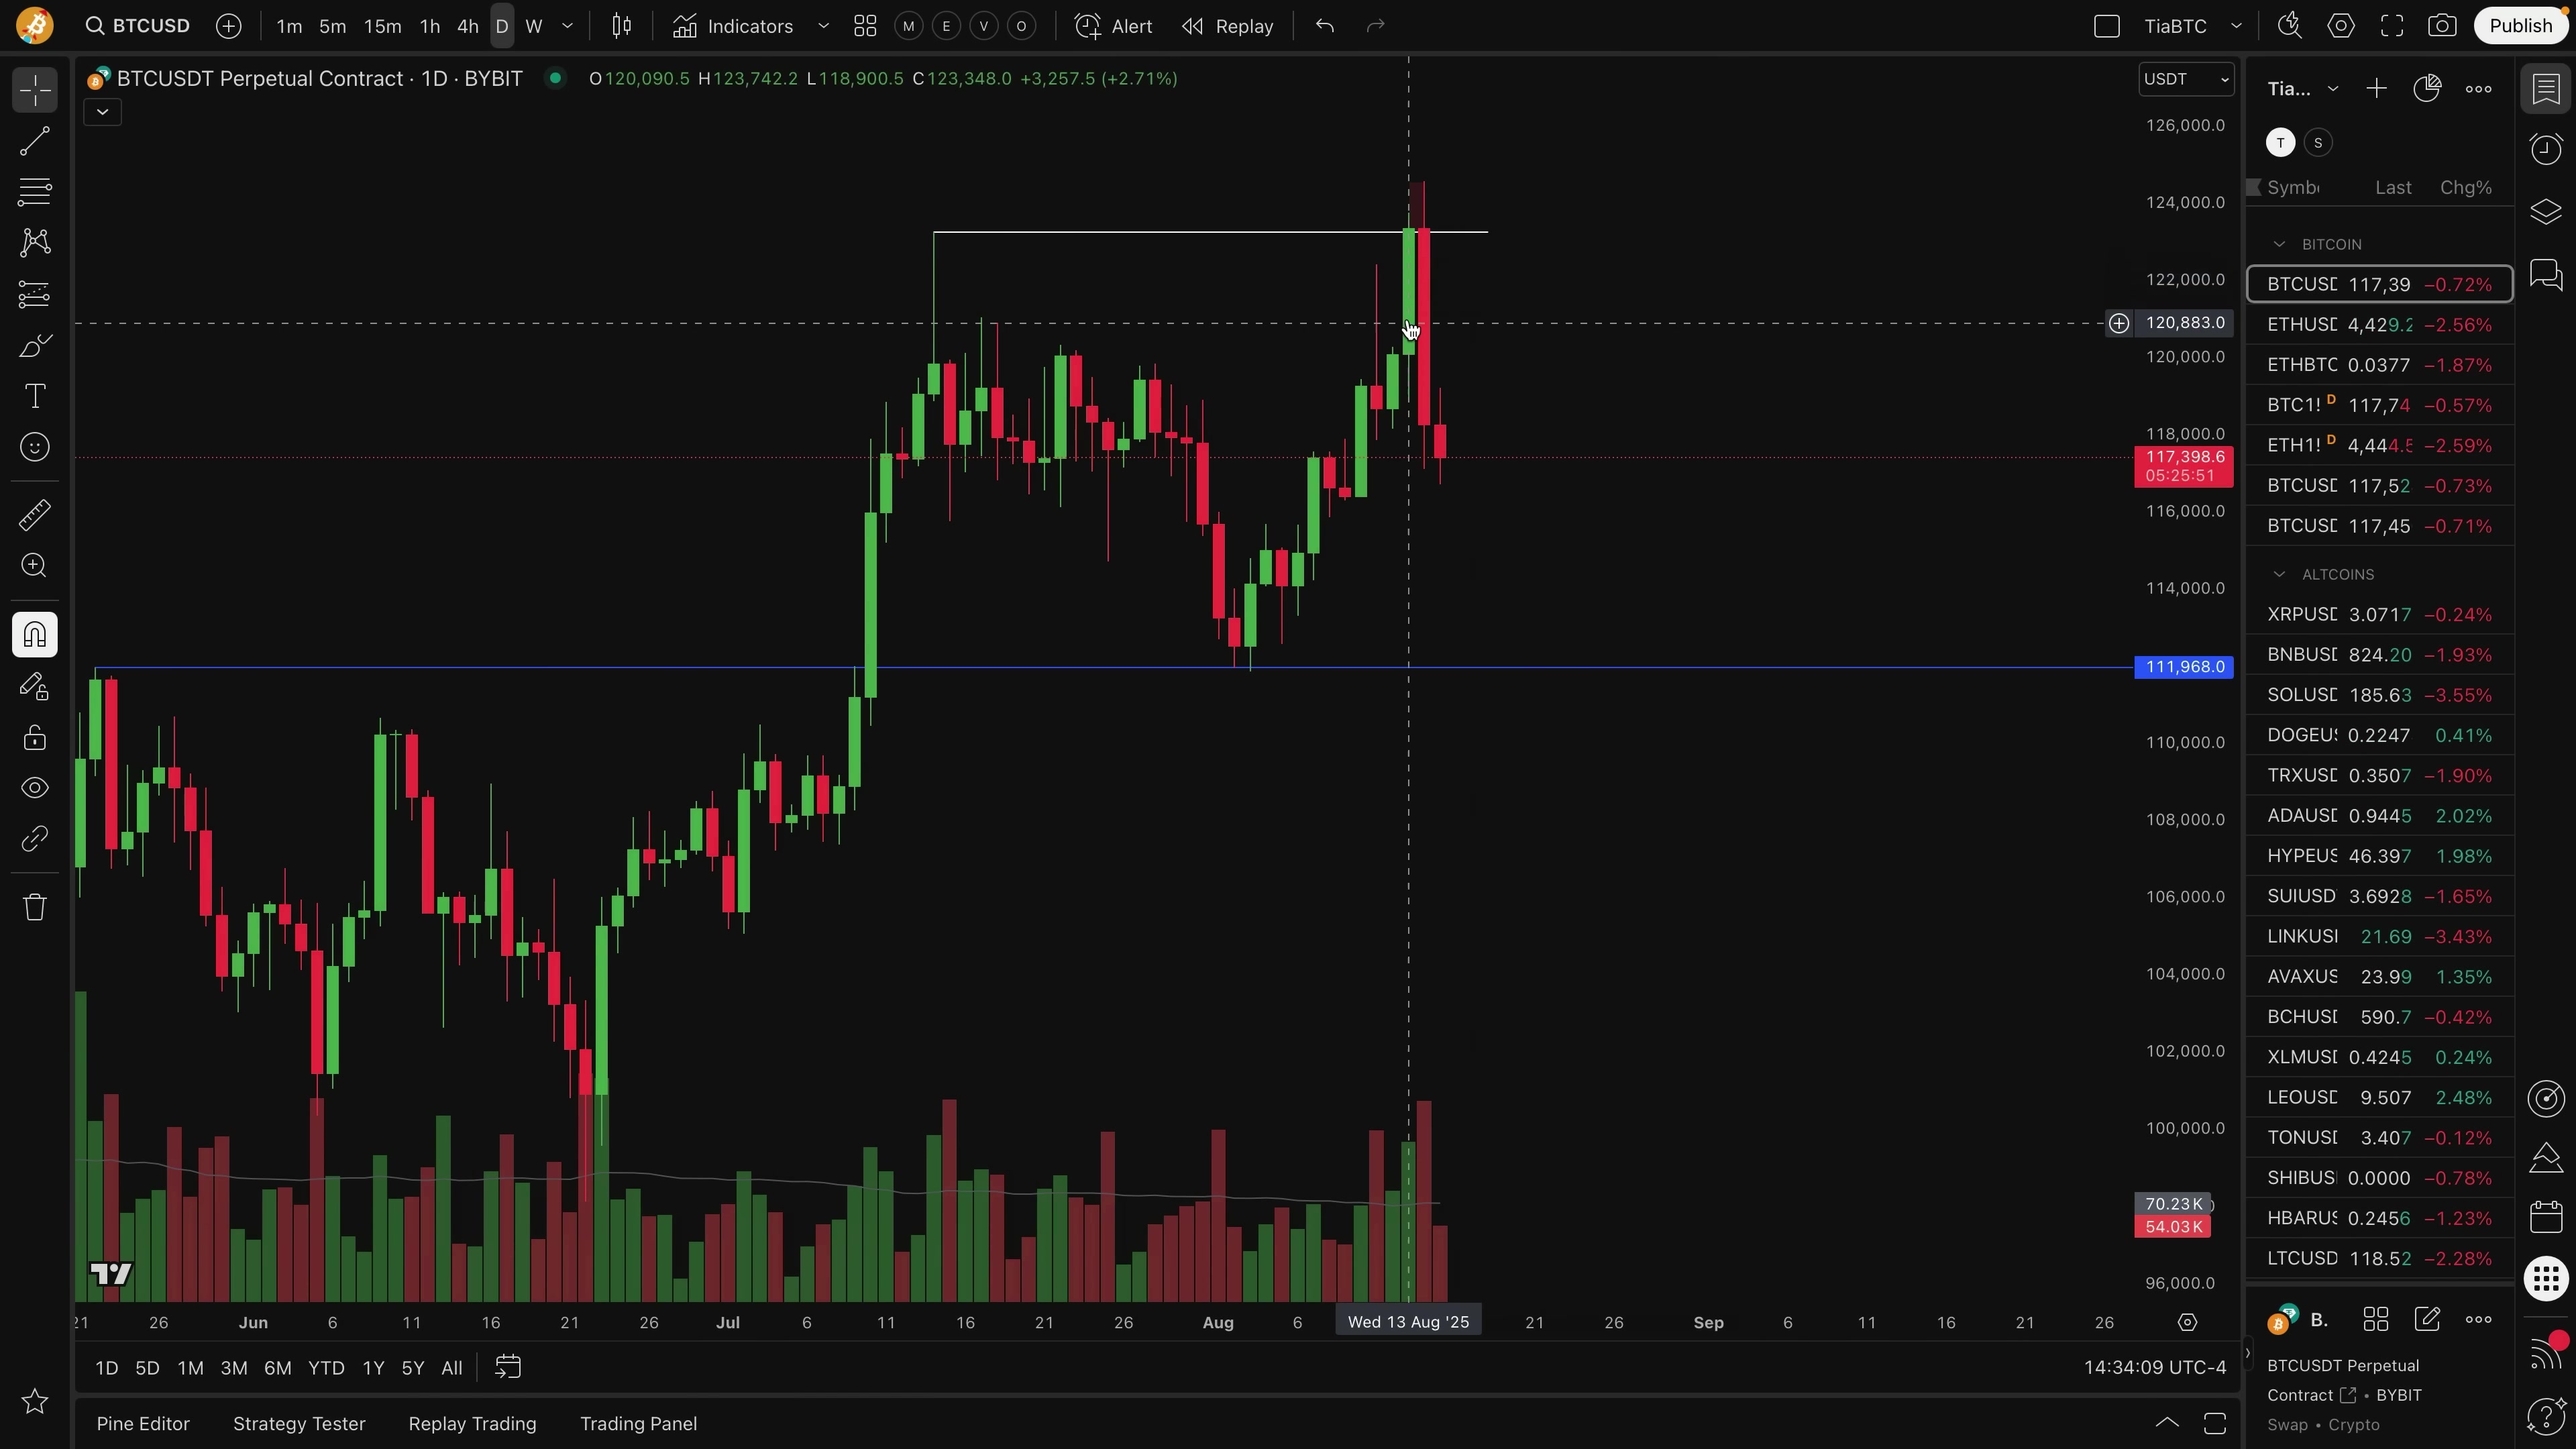 BTCUSD 1m 5m 15m 1h 4h D W Indicators M E V O Alert Replay TiaBTC Publish
BTCUSDT Perpetual Contract · 1D · BYBIT O120,090.5 H123,742.2 L118,900.5 C123,348.0 +3,257.5 (+2.71%)
USDT
126,000.0
124,000.0
122,000.0
120,883.0
120,000.0
118,000.0
117,398.6
05:25:51
116,000.0
114,000.0
111,968.0
110,000.0
108,000.0
106,000.0
104,000.0
102,000.0
100,000.0
70.23K
54.03K
96,000.0
21 26 Jun 6 11 16 21 26 Jul 6 11 16 21 26 Aug 6 Wed 13 Aug '25 21 26 Sep 6 11 16 21 26
1D 5D 1M 3M 6M YTD 1Y 5Y All
14:34:09 UTC-4
Pine Editor Strategy Tester Replay Trading Trading Panel
Tia...
T S
Symb Last Chg%
BITCOIN
BTCUSD 117,39 −0.72%
ETHUSD 4,429.2 −2.56%
ETHBTC 0.0377 −1.87%
BTC1! D 117,74 −0.57%
ETH1! D 4,444.5 −2.59%
BTCUSD 117,52 −0.73%
BTCUSD 117,45 −0.71%
ALTCOINS
XRPUSD 3.0717 −0.24%
BNBUSD 824.20 −1.93%
SOLUSD 185.63 −3.55%
DOGEUS 0.2247 0.41%
TRXUSD 0.3507 −1.90%
ADAUSD 0.9445 2.02%
HYPEUS 46.397 1.98%
SUIUSD 3.6928 −1.65%
LINKUS 21.69 −3.43%
AVAXUS 23.99 1.35%
BCHUSD 590.7 −0.42%
XLMUSD 0.4245 0.24%
LEOUSD 9.507 2.48%
TONUSD 3.407 −0.12%
SHIBUS 0.0000 −0.78%
HBARUS 0.2456 −1.23%
LTCUSD 118.52 −2.28%
B.
BTCUSDT Perpetual
Contract • BYBIT
Swap • Crypto